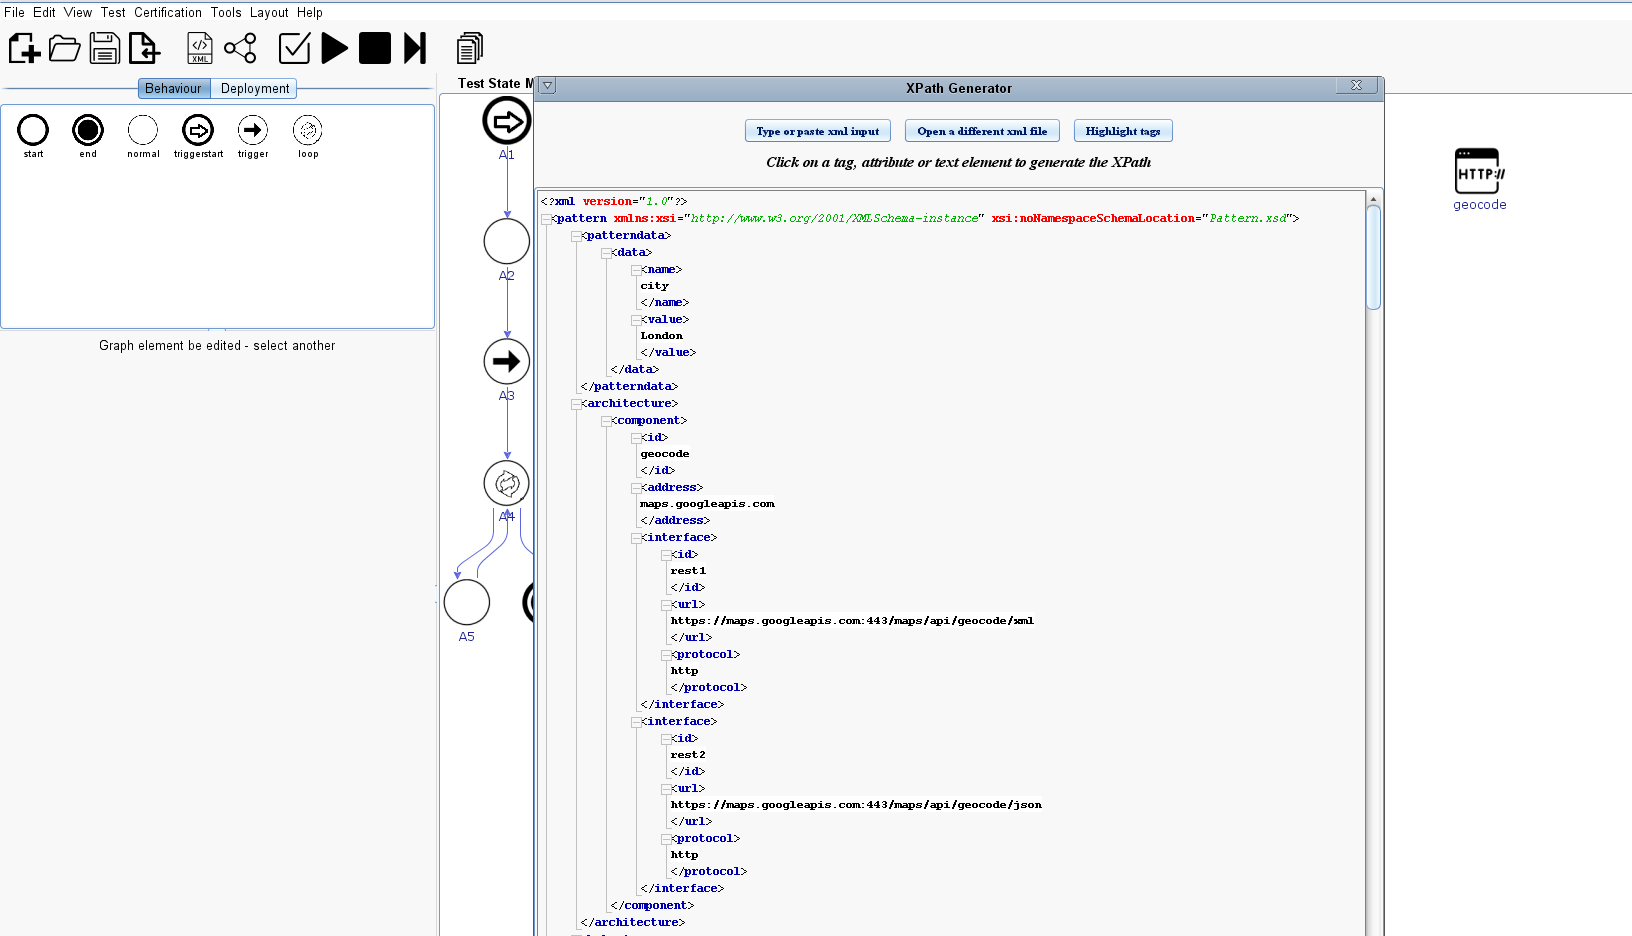 File Edit View Test Certification Tools Layout Help
XML
Behaviour Deployment
start end normal triggerstart trigger loop
Graph element be edited - select another
Test State M
A1
A2
A3
A4
A5
XPath Generator
Type or paste xml input Open a different xml file Highlight tags
Click on a tag, attribute or text element to generate the XPath
<?xml version="1.0"?>
<pattern xmlns:xsi="http://www.w3.org/2001/XMLSchema-instance" xsi:noNamespaceSchemaLocation="Pattern.xsd">
<patterndata>
<data>
<name>
city
</name>
<value>
London
</value>
</data>
</patterndata>
<architecture>
<component>
<id>
geocode
</id>
<address>
maps.googleapis.com
</address>
<interface>
<id>
rest1
</id>
<url>
https://maps.googleapis.com:443/maps/api/geocode/xml
</url>
<protocol>
http
</protocol>
</interface>
<interface>
<id>
rest2
</id>
<url>
https://maps.googleapis.com:443/maps/api/geocode/json
</url>
<protocol>
http
</protocol>
</interface>
</component>
</architecture>
HTTP://
geocode